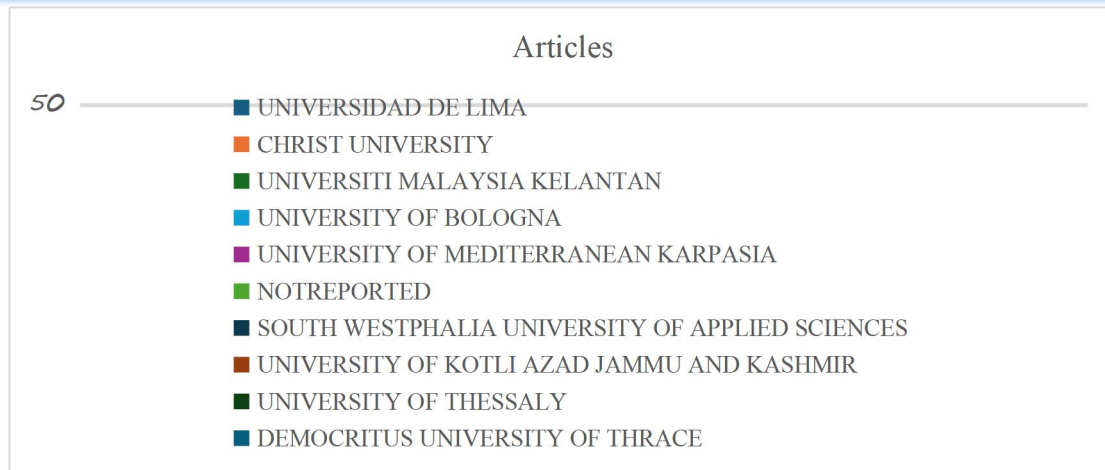 Articles
50
UNIVERSIDAD DE LIMA
CHRIST UNIVERSITY
UNIVERSITI MALAYSIA KELANTAN
UNIVERSITY OF BOLOGNA
UNIVERSITY OF MEDITERRANEAN KARPASIA
NOTREPORTED
SOUTH WESTPHALIA UNIVERSITY OF APPLIED SCIENCES
UNIVERSITY OF KOTLI AZAD JAMMU AND KASHMIR
UNIVERSITY OF THESSALY
DEMOCRITUS UNIVERSITY OF THRACE